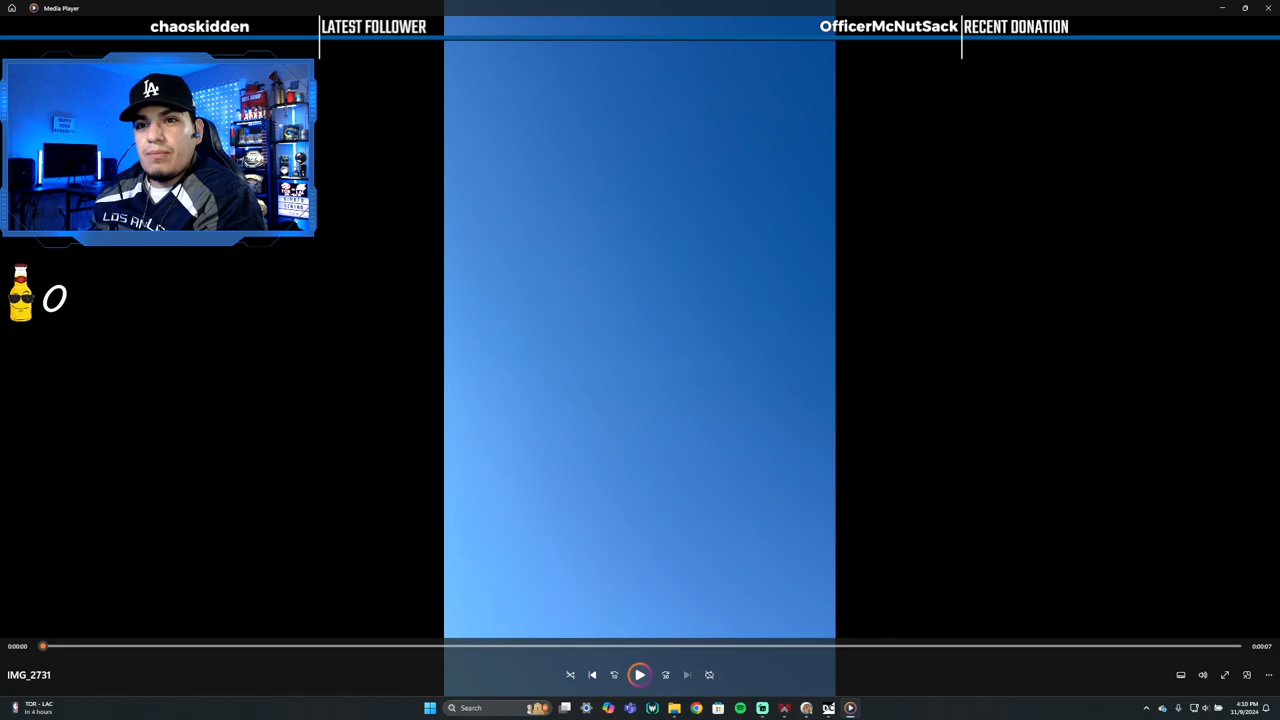 Media Player
chaoskidden
LATEST FOLLOWER
OfficerMcNutSack
RECENT DONATION
LA
LOS AN
0
0:00:00
0:00:07
IMG_2731
TOR - LAC
In 4 hours
Search
4:10 PM
11/9/2024